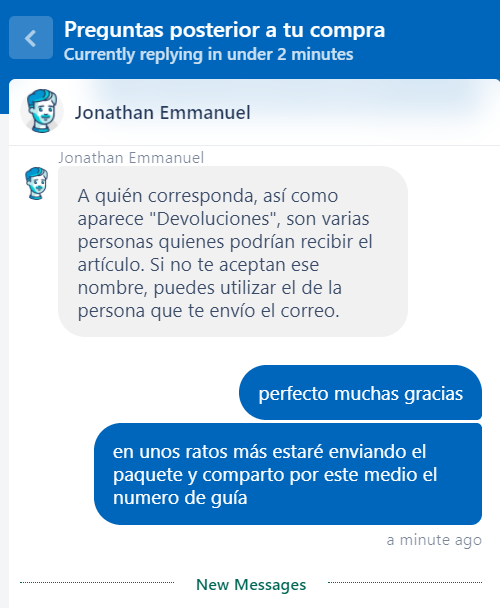 Preguntas posterior a tu compra
Currently replying in under 2 minutes
Jonathan Emmanuel
Jonathan Emmanuel
A quién corresponda, así como
aparece "Devoluciones", son varias
personas quienes podrían recibir el
artículo. Si no te aceptan ese
nombre, puedes utilizar el de la
persona que te envío el correo.
perfecto muchas gracias
en unos ratos más estaré enviando el
paquete y comparto por este medio el
numero de guía
a minute ago
New Messages